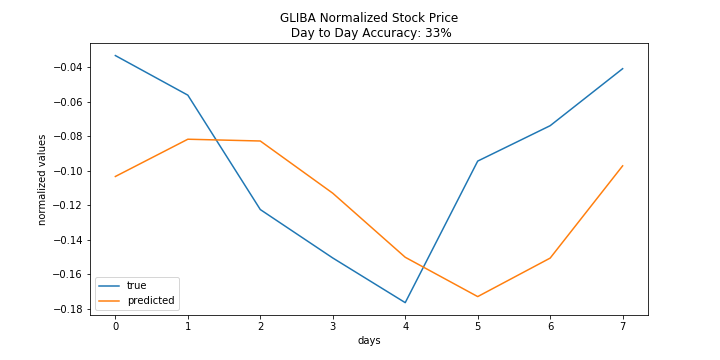 GLIBA Normalized Stock Price
Day to Day Accuracy: 33%
normalized values
−0.04
−0.06
−0.08
−0.10
−0.12
−0.14
−0.16
−0.18
true
predicted
0 1 2 3 4 5 6 7
days